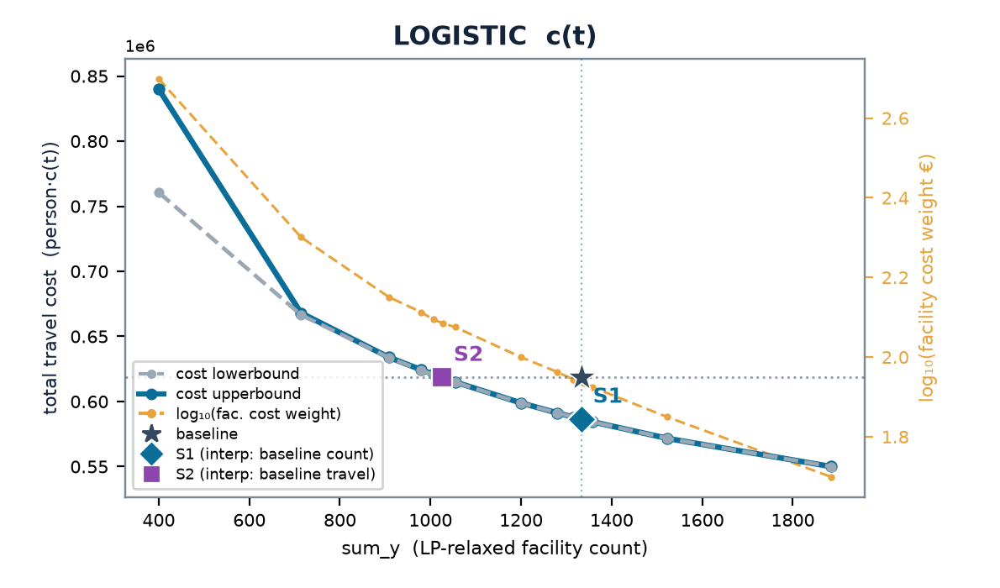 LOGISTIC  c(t)
1e6
0.85
0.80
0.75
0.70
0.65
0.60
0.55
total travel cost  (person·c(t))
2.6
2.4
2.2
2.0
1.8
log₁₀(facility cost weight €)
S2
S1
cost lowerbound
cost upperbound
log₁₀(fac. cost weight)
baseline
S1 (interp: baseline count)
S2 (interp: baseline travel)
400 600 800 1000 1200 1400 1600 1800
sum_y  (LP-relaxed facility count)